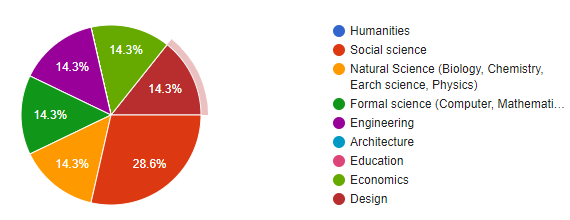 14.3%
14.3%
14.3%
14.3%
14.3%
28.6%
Humanities
Social science
Natural Science (Biology, Chemistry,
Earch science, Physics)
Formal science (Computer, Mathemati...
Engineering
Architecture
Education
Economics
Design